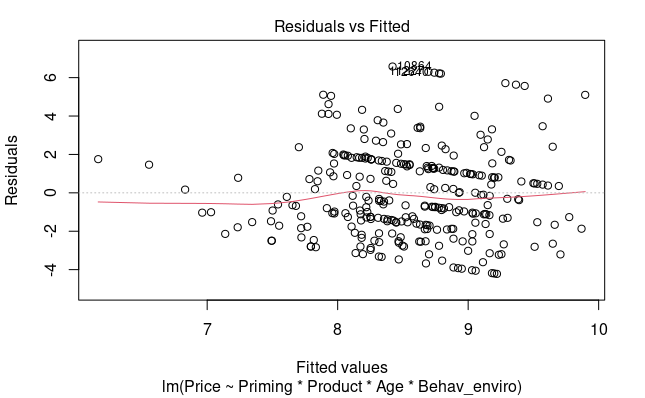 Residuals vs Fitted
Residuals
6
4
2
0
-2
-4
10864
7
8
9
10
Fitted values
lm(Price ~ Priming * Product * Age * Behav_enviro)